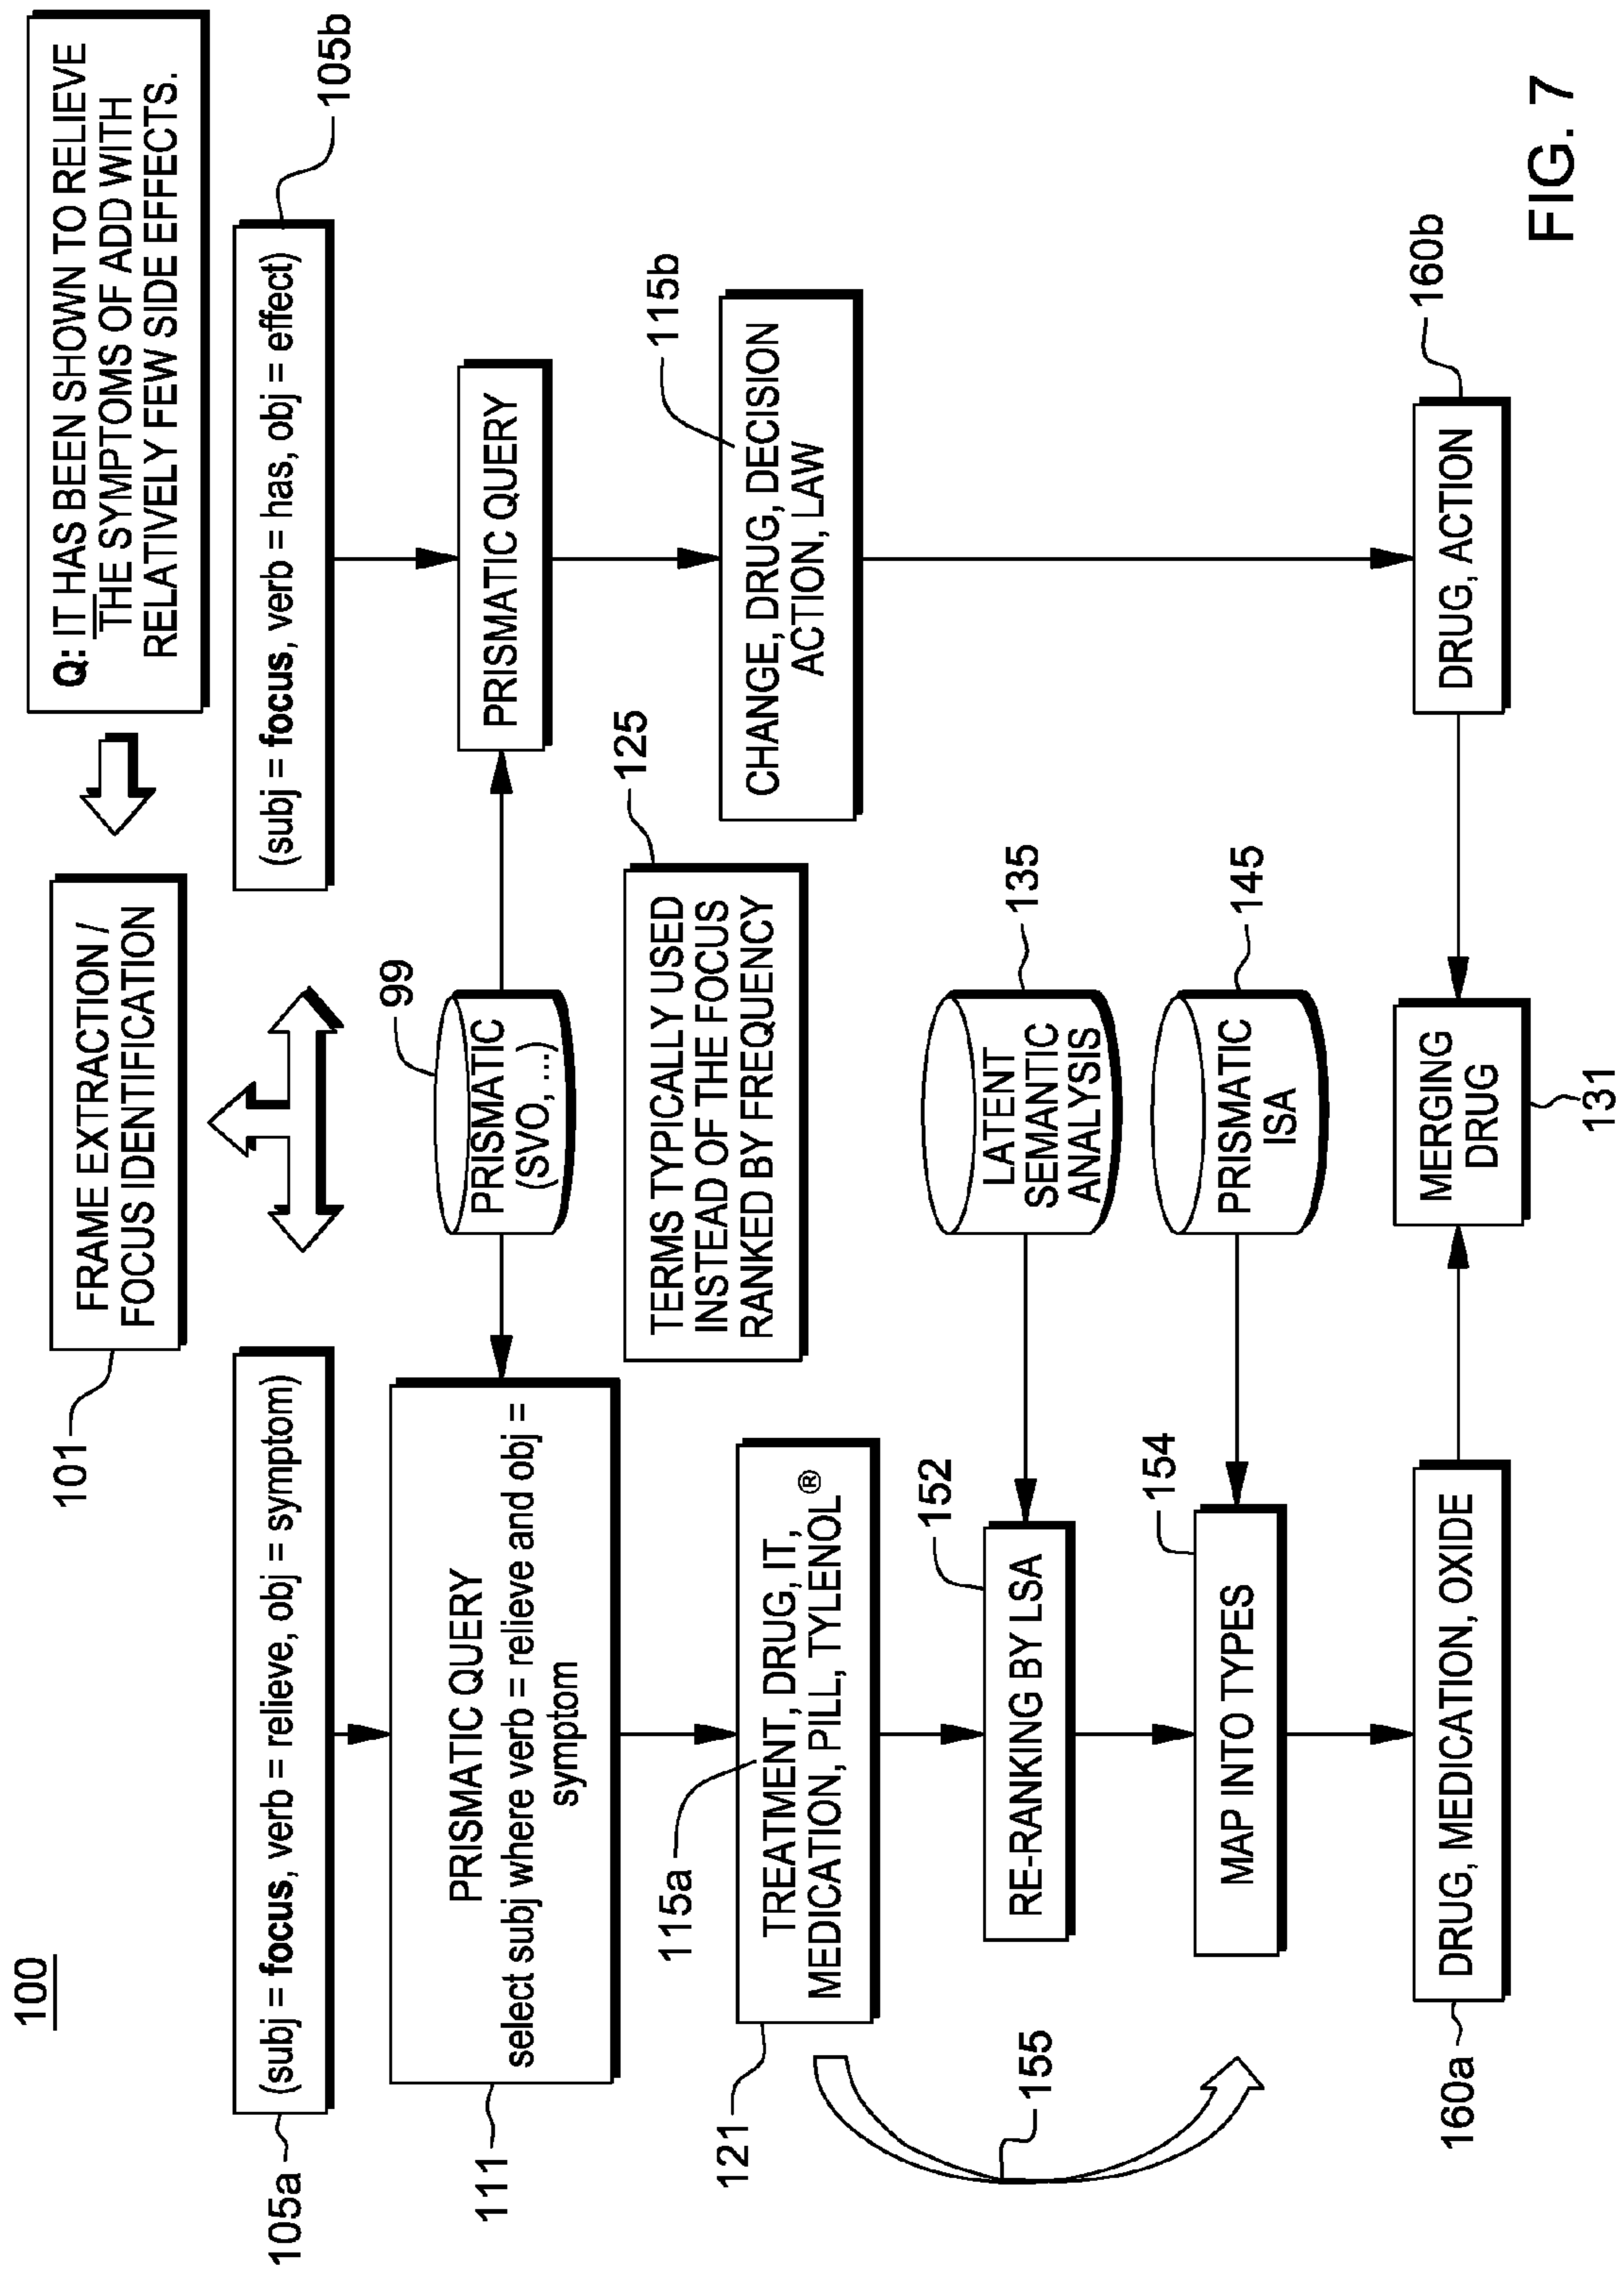 100
Q: IT HAS BEEN SHOWN TO RELIEVE
THE SYMPTOMS OF ADD WITH
RELATIVELY FEW SIDE EFFECTS.
FRAME EXTRACTION /
FOCUS IDENTIFICATION
101
105a
(subj = focus, verb = relieve, obj = symptom)
(subj = focus, verb = has, obj = effect)
105b
111
PRISMATIC QUERY
select subj where verb = relieve and obj =
symptom
99
PRISMATIC
(SVO, ...)
PRISMATIC QUERY
115a
121
TREATMENT, DRUG, IT,
MEDICATION, PILL, TYLENOL®
125
TERMS TYPICALLY USED
INSTEAD OF THE FOCUS
RANKED BY FREQUENCY
115b
CHANGE, DRUG, DECISION
ACTION, LAW
155
152
RE-RANKING BY LSA
135
LATENT
SEMANTIC
ANALYSIS
154
MAP INTO TYPES
145
PRISMATIC
ISA
160a
DRUG, MEDICATION, OXIDE
MERGING
DRUG
131
DRUG, ACTION
160b
FIG. 7